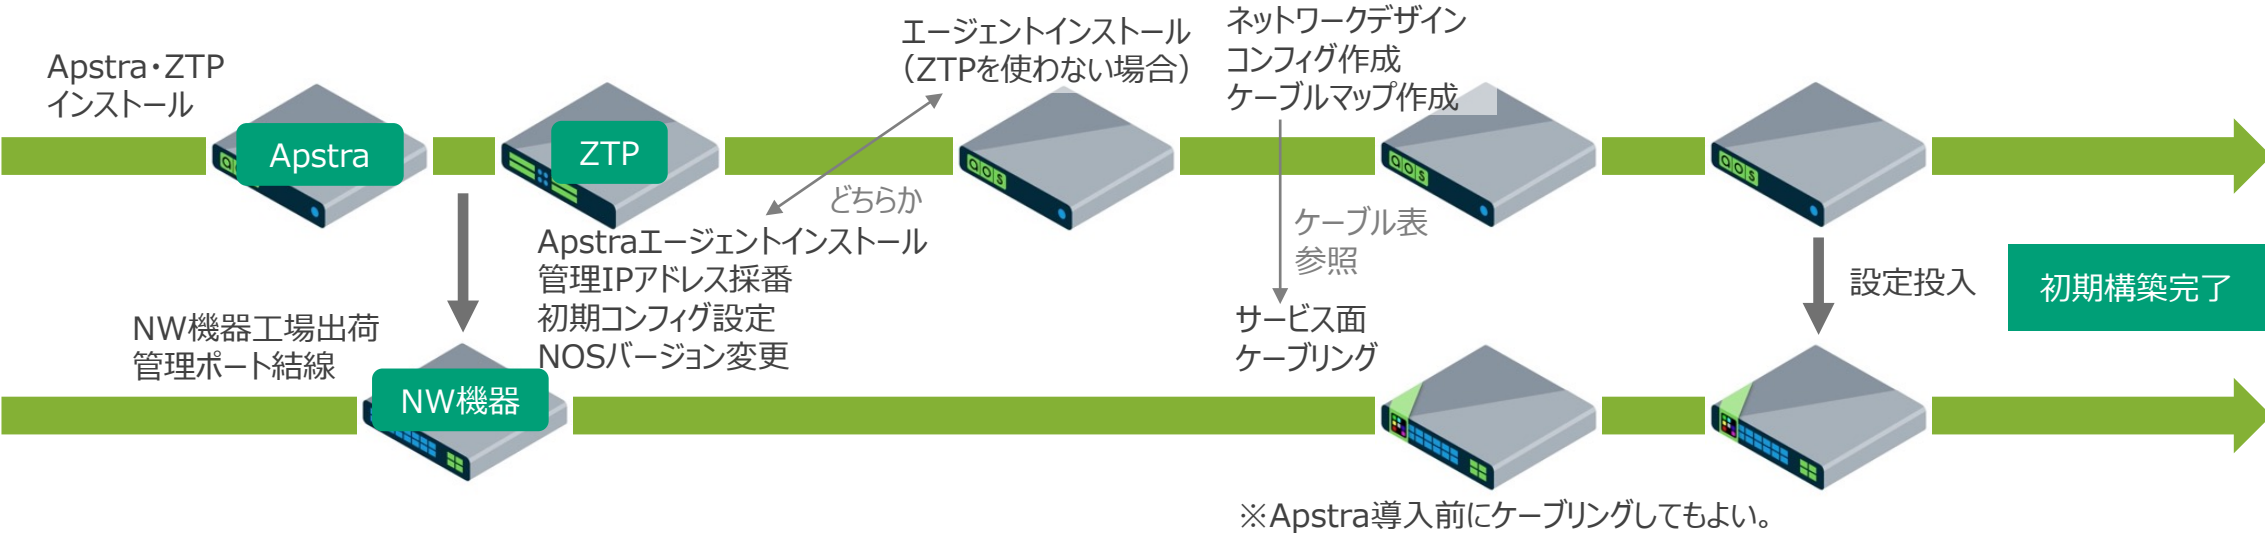 Apstra・ZTP
インストール
Apstra
ZTP
エージェントインストール
（ZTPを使わない場合）
ネットワークデザイン
コンフィグ作成
ケーブルマップ作成
aos
aos
aos
どちらか
Apstraエージェントインストール
管理IPアドレス採番
初期コンフィグ設定
NOSバージョン変更
ケーブル表
参照
設定投入
初期構築完了
NW機器工場出荷
管理ポート結線
NW機器
サービス面
ケーブリング
※Apstra導入前にケーブリングしてもよい。